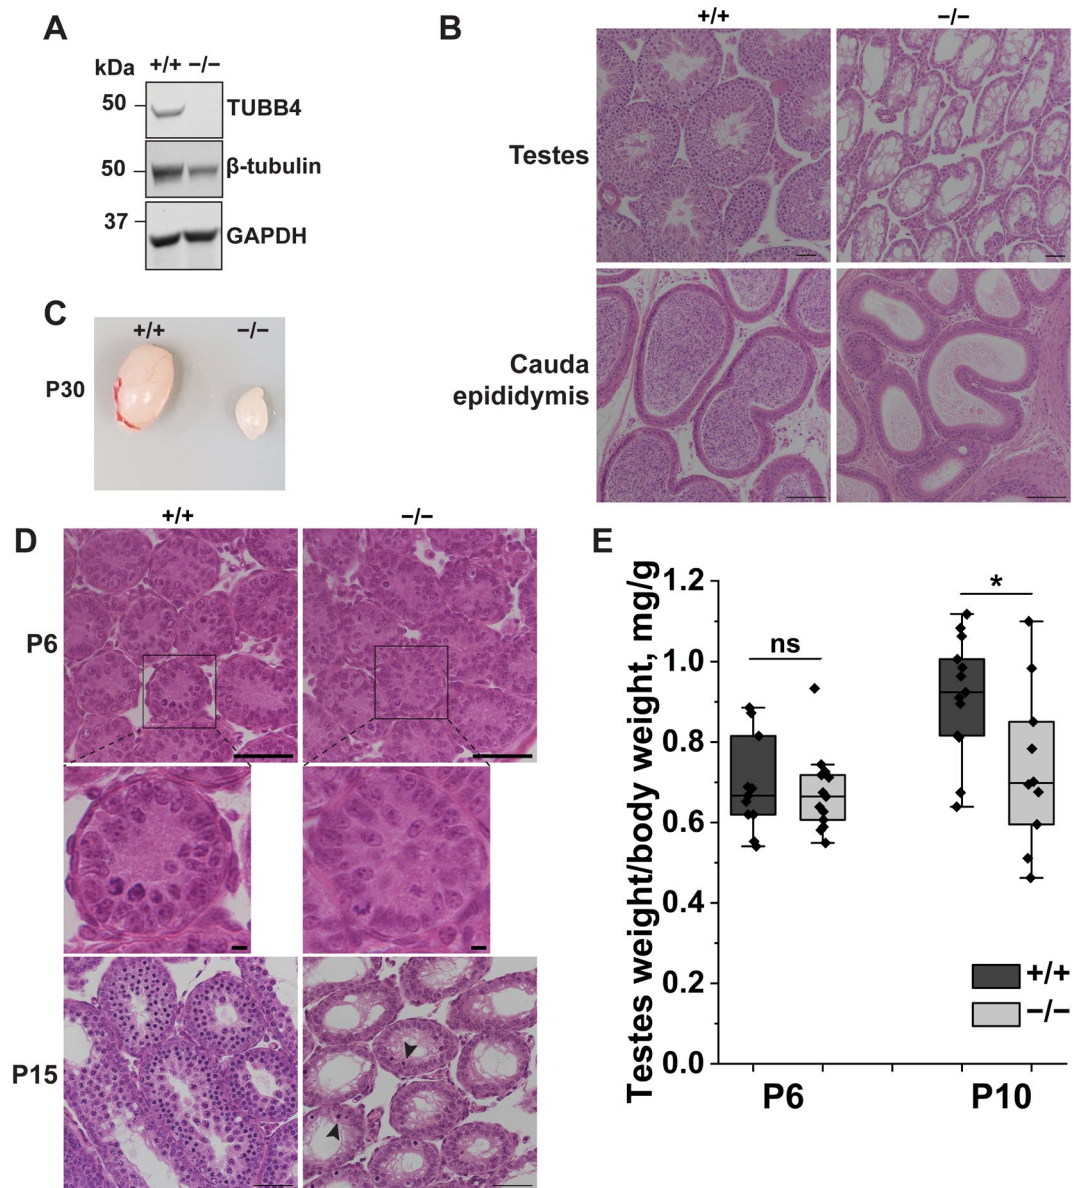 A
kDa
+/+ −/−
50
TUBB4
50
β-tubulin
37
GAPDH
B
+/+
−/−
Testes
Cauda
epididymis
C
+/+
−/−
P30
D
+/+
−/−
P6
P15
E
Testes weight/body weight, mg/g
1.2
1.0
0.8
0.6
0.4
0.2
0.0
ns
*
+/+
−/−
P6
P10